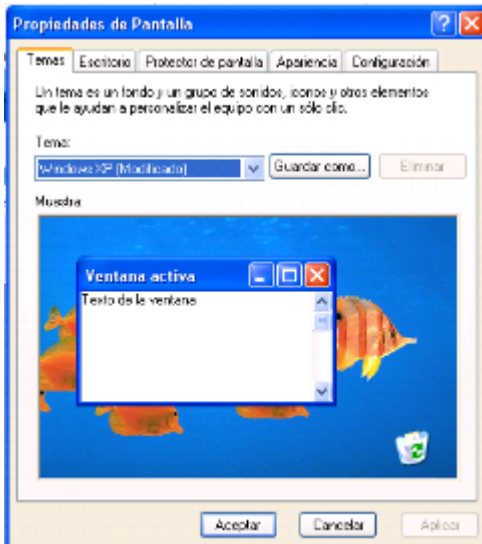 Propiedades de Pantalla
Temas Escritorio Protector de pantalla Apariencia Configuración
Un tema es un fondo y un grupo de sonidos, iconos y otros elementos
que le ayudan a personalizar el equipo con un sólo clic.
Tema:
Windows XP (Modificado) Guardar como... Eliminar
Muestra
Ventana activa
Texto de la ventana
Aceptar Cancelar Aplicar